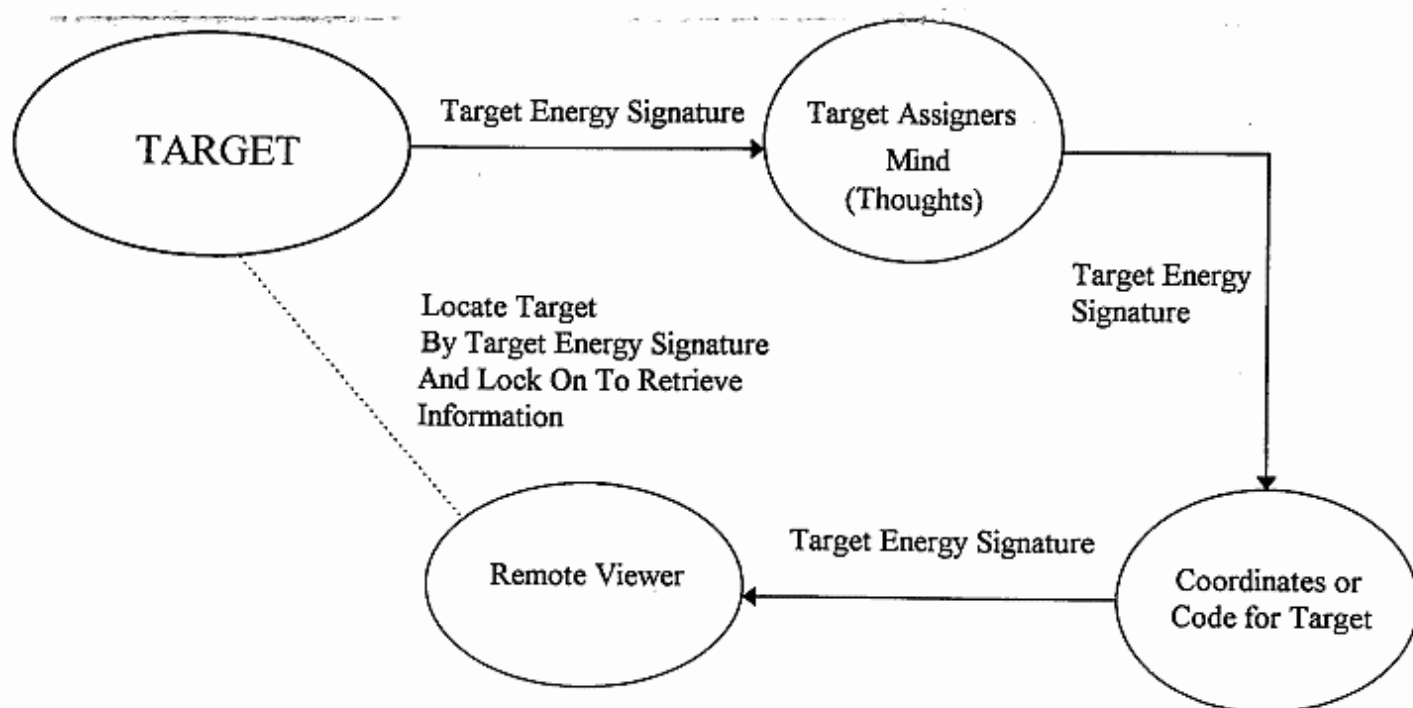 TARGET
Target Energy Signature
Target Assigners
Mind
(Thoughts)
Target Energy
Signature
Locate Target
By Target Energy Signature
And Lock On To Retrieve
Information
Remote Viewer
Target Energy Signature
Coordinates or
Code for Target